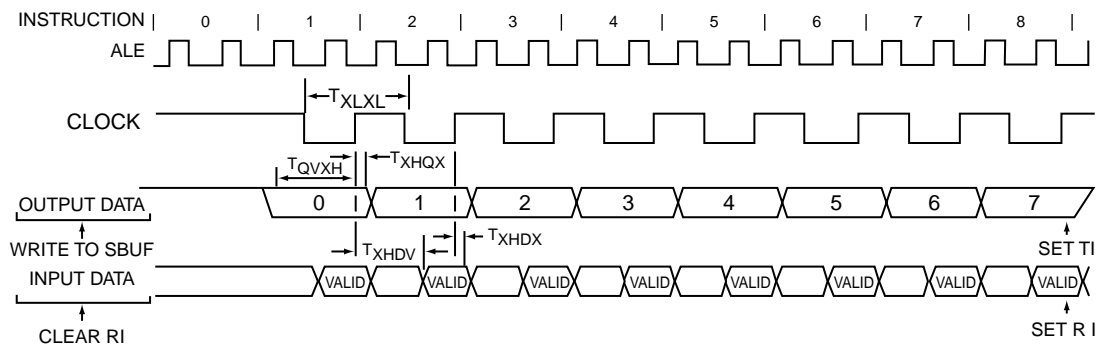 INSTRUCTION 0 1 2 3 4 5 6 7 8
ALE
TXLXL
CLOCK
TQVXH TXHQX
OUTPUT DATA 0 1 2 3 4 5 6 7
WRITE TO SBUF TXHDV TXHDX SET TI
INPUT DATA VALID VALID VALID VALID VALID VALID VALID VALID
CLEAR RI SET R I